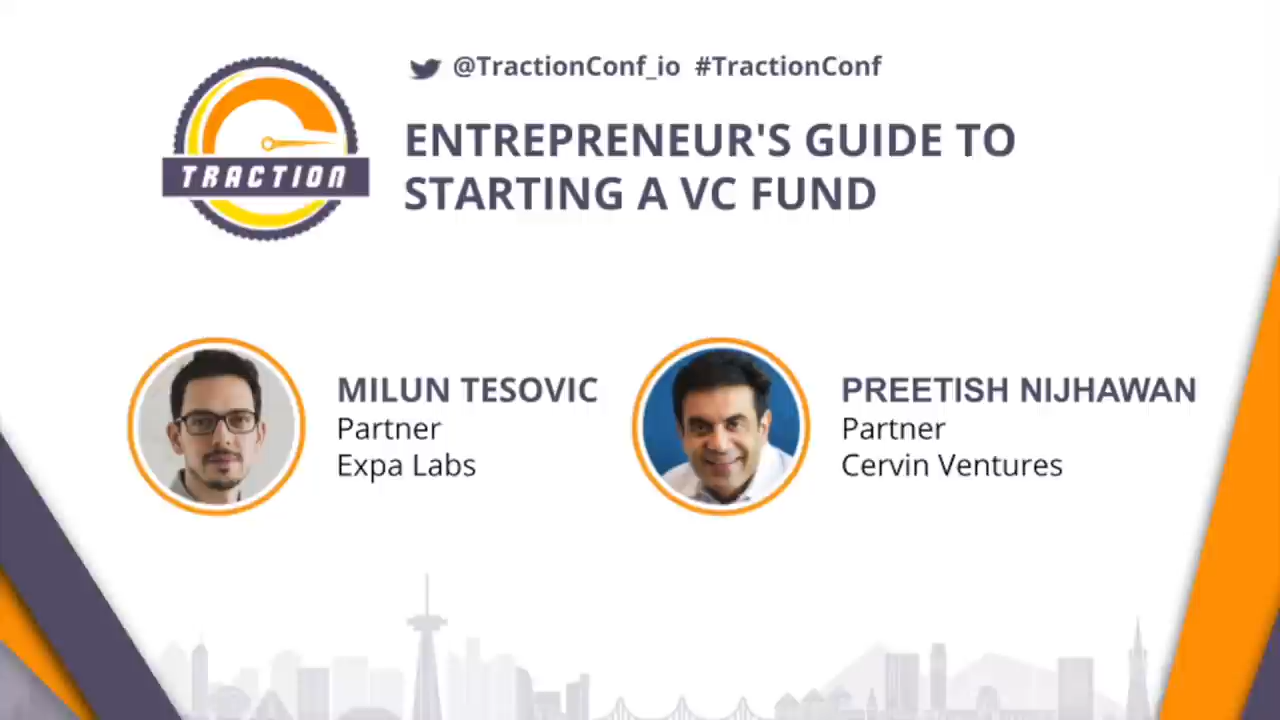 @TractionConf_io #TractionConf
ENTREPRENEUR'S GUIDE TO
STARTING A VC FUND
TRACTION
MILUN TESOVIC
Partner
Expa Labs
PREETISH NIJHAWAN
Partner
Cervin Ventures